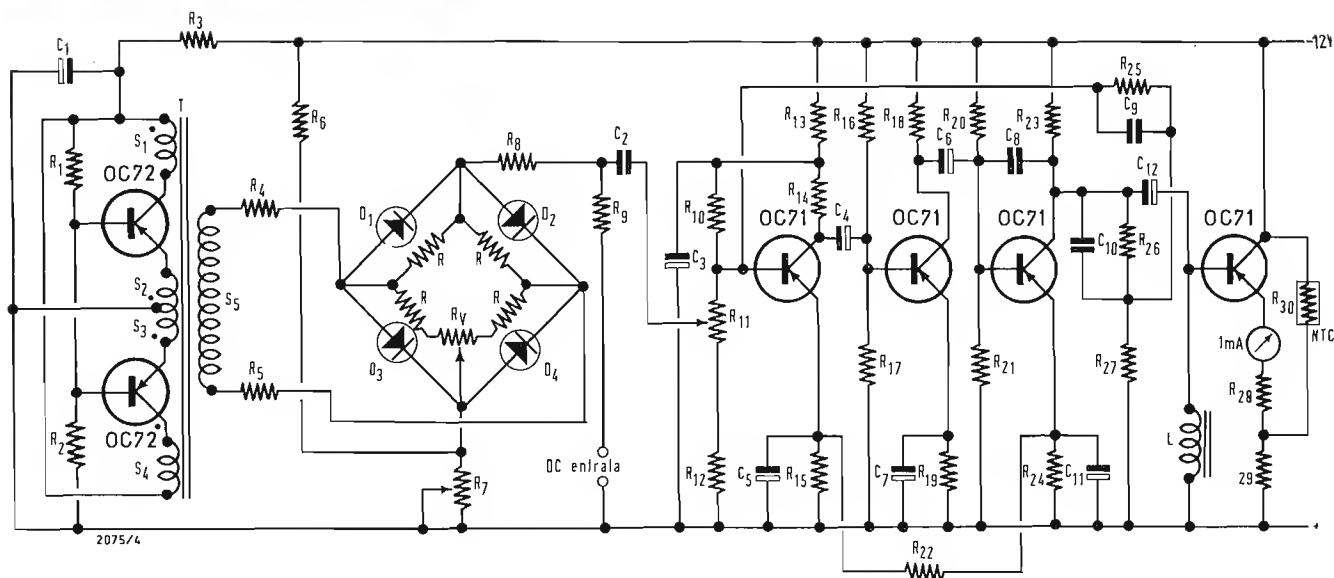 R3
C1
-12V
T
R25
S1
R6
R13
R16
R18
C6
R20
C8
R23
C9
R1
OC72
R8
C2
C12
R4
D1
D2
R9
R10
R14
C4
OC71
OC71
OC71
OC71
S2
S5
R
R
C3
C10
R26
R30
NTC
S3
R
R
RV
R11
1mA
D3
D4
R17
R21
R27
R28
R5
R2
OC72
S4
DC entrala
L
29
R7
R12
C5
R15
C7
R19
R24
C11
+
2075/4
R22